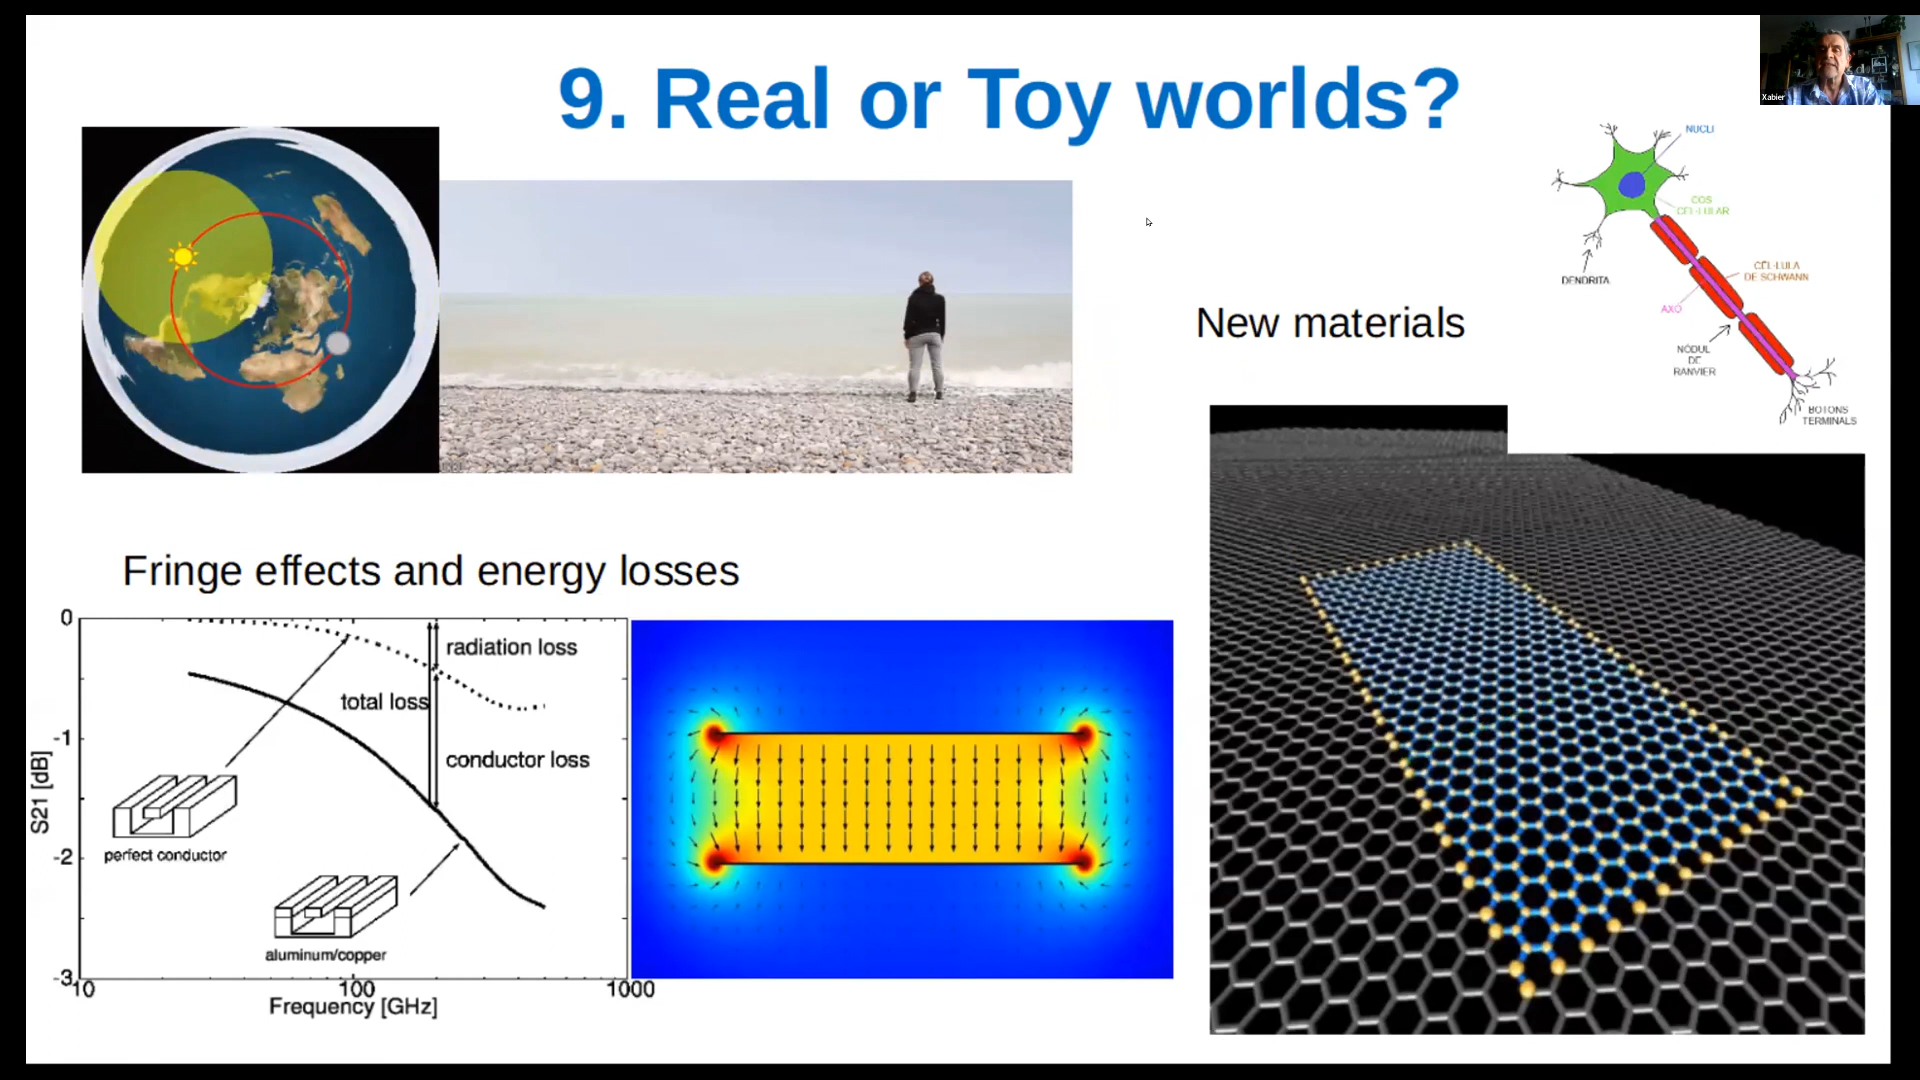 9. Real or Toy worlds?
Xabier
NUCLI
COS
CEL·LULAR
DENDRITA
CÈL·LULA
DE SCHWANN
AXO
NÒDUL
DE
RANVIER
BOTONS
TERMINALS
New materials
Fringe effects and energy losses
0
-1
-2
-3
S21 [dB]
radiation loss
total loss
conductor loss
perfect conductor
aluminum/copper
10
100
1000
Frequency [GHz]